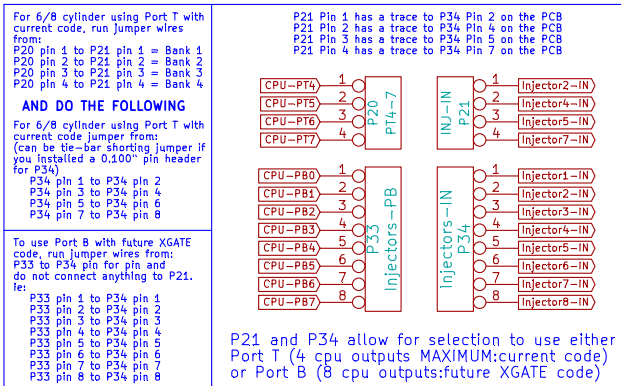 For 6/8 cylinder using Port T with
current code, run jumper wires
from:
P20 pin 1 to P21 pin 1 = Bank 1
P20 pin 2 to P21 pin 2 = Bank 2
P20 pin 3 to P21 pin 3 = Bank 3
P20 pin 4 to P21 pin 4 = Bank 4
AND DO THE FOLLOWING
For 6/8 cylinder using Port T with
current code jumper from:
(can be tie-bar shorting jumper if
you installed a 0.100" pin header
for P34)
P34 pin 1 to P34 pin 2
P34 pin 3 to P34 pin 4
P34 pin 5 to P34 pin 6
P34 pin 7 to P34 pin 8
To use Port B with future XGATE
code, run jumper wires from:
P33 to P34 pin for pin and
do not connect anything to P21.
ie:
P33 pin 1 to P34 pin 1
P33 pin 2 to P34 pin 2
P33 pin 3 to P34 pin 3
P33 pin 4 to P34 pin 4
P33 pin 5 to P34 pin 5
P33 pin 6 to P34 pin 6
P33 pin 7 to P34 pin 7
P33 pin 8 to P34 pin 8
P21 Pin 1 has a trace to P34 Pin 2 on the PCB
P21 Pin 2 has a trace to P34 Pin 4 on the PCB
P21 Pin 3 has a trace to P34 Pin 5 on the PCB
P21 Pin 4 has a trace to P34 Pin 7 on the PCB
CPU-PT4 1
CPU-PT5 2
CPU-PT6 3
CPU-PT7 4
P20
PT4-7
INJ-IN
P21
1 Injector2-IN
2 Injector4-IN
3 Injector5-IN
4 Injector7-IN
CPU-PB0 1
CPU-PB1 2
CPU-PB2 3
CPU-PB3 4
CPU-PB4 5
CPU-PB5 6
CPU-PB6 7
CPU-PB7 8
P33
Injectors-PB
Injectors-IN
P34
1 Injector1-IN
2 Injector2-IN
3 Injector3-IN
4 Injector4-IN
5 Injector5-IN
6 Injector6-IN
7 Injector7-IN
8 Injector8-IN
P21 and P34 allow for selection to use either
Port T (4 cpu outputs MAXIMUM:current code)
or Port B (8 cpu outputs:future XGATE code)